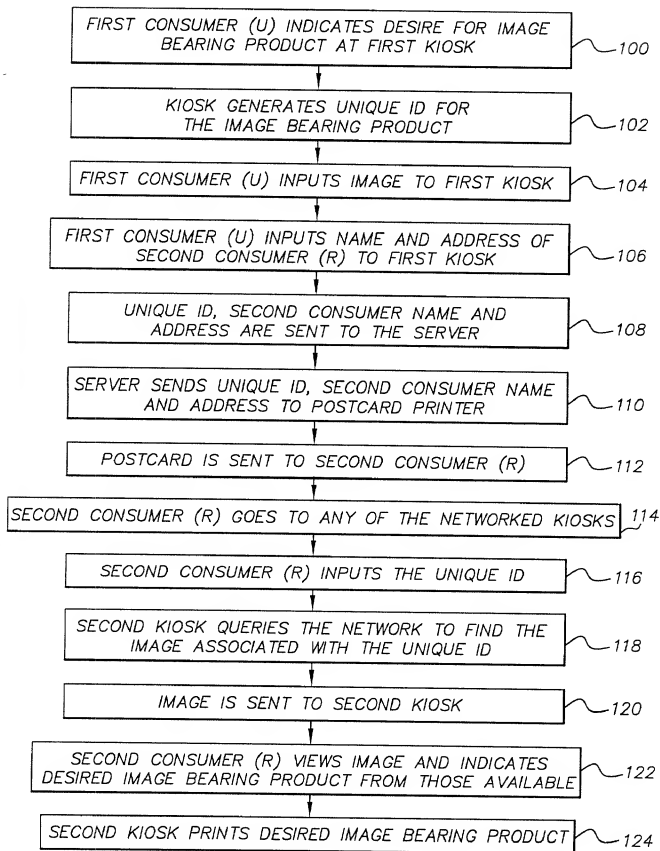 FIRST CONSUMER (U) INDICATES DESIRE FOR IMAGE
BEARING PRODUCT AT FIRST KIOSK
100
KIOSK GENERATES UNIQUE ID FOR
THE IMAGE BEARING PRODUCT
102
FIRST CONSUMER (U) INPUTS IMAGE TO FIRST KIOSK
104
FIRST CONSUMER (U) INPUTS NAME AND ADDRESS OF
SECOND CONSUMER (R) TO FIRST KIOSK
106
UNIQUE ID, SECOND CONSUMER NAME AND
ADDRESS ARE SENT TO THE SERVER
108
SERVER SENDS UNIQUE ID, SECOND CONSUMER NAME
AND ADDRESS TO POSTCARD PRINTER
110
POSTCARD IS SENT TO SECOND CONSUMER (R)
112
SECOND CONSUMER (R) GOES TO ANY OF THE NETWORKED KIOSKS
114
SECOND CONSUMER (R) INPUTS THE UNIQUE ID
116
SECOND KIOSK QUERIES THE NETWORK TO FIND THE
IMAGE ASSOCIATED WITH THE UNIQUE ID
118
IMAGE IS SENT TO SECOND KIOSK
120
SECOND CONSUMER (R) VIEWS IMAGE AND INDICATES
DESIRED IMAGE BEARING PRODUCT FROM THOSE AVAILABLE
122
SECOND KIOSK PRINTS DESIRED IMAGE BEARING PRODUCT
124